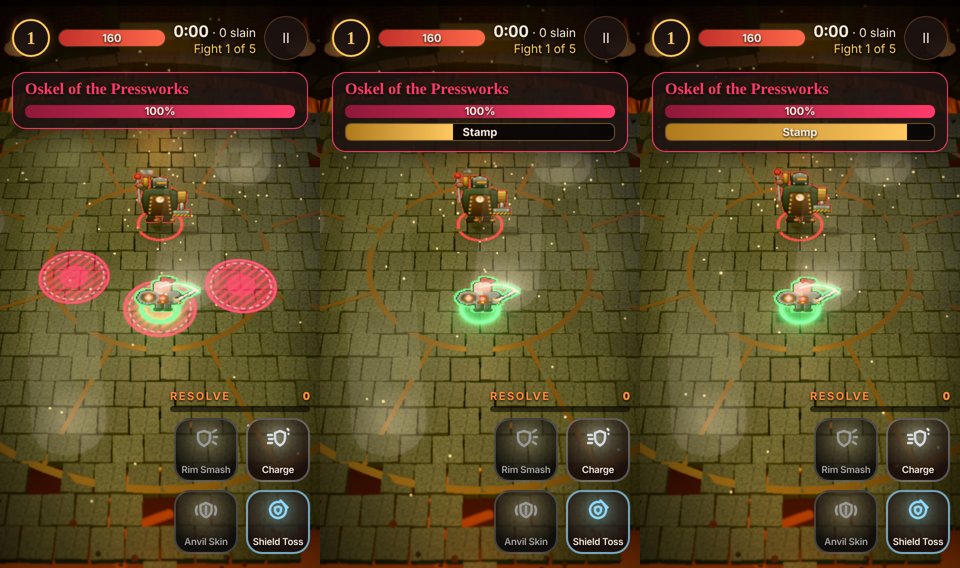 1
160
0:00 · 0 slain
Fight 1 of 5
Oskel of the Pressworks
100%
RESOLVE 0
Rim Smash
Charge
Anvil Skin
Shield Toss
1
160
0:00 · 0 slain
Fight 1 of 5
Oskel of the Pressworks
100%
Stamp
RESOLVE 0
Rim Smash
Charge
Anvil Skin
Shield Toss
1
160
0:00 · 0 slain
Fight 1 of 5
Oskel of the Pressworks
100%
Stamp
RESOLVE 0
Rim Smash
Charge
Anvil Skin
Shield Toss